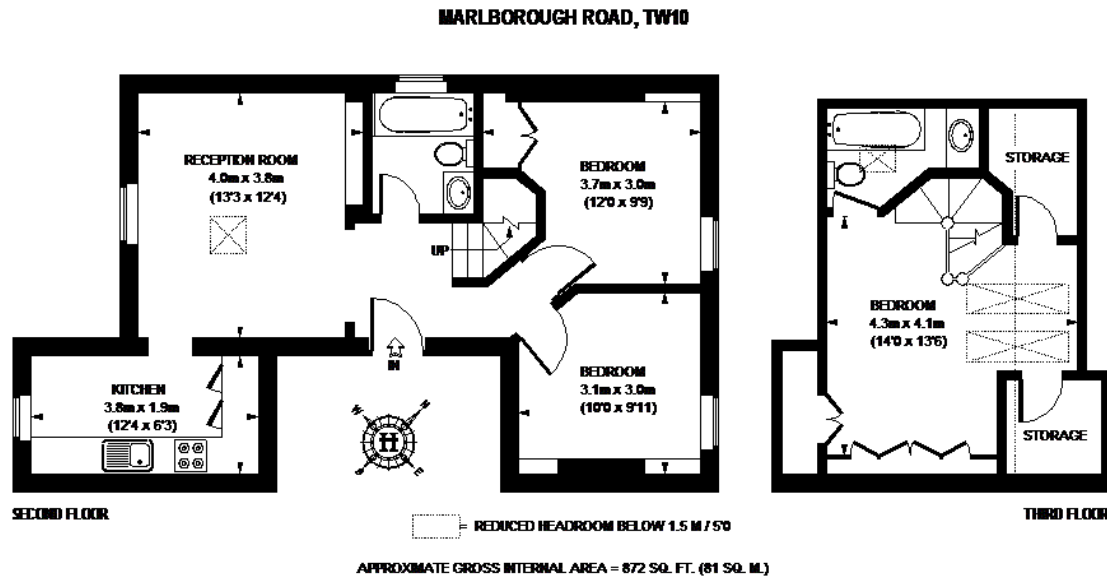 MARLBOROUGH ROAD, TW10
RECEPTION ROOM
4.0m x 3.8m
(13'3 x 12'4)
BEDROOM
3.7m x 3.0m
(12'0 x 9'9)
UP
IN
KITCHEN
3.8m x 1.9m
(12'4 x 6'3)
BEDROOM
3.1m x 3.0m
(10'0 x 9'11)
N
E
S
W
H
SECOND FLOOR
STORAGE
BEDROOM
4.3m x 4.1m
(14'0 x 13'6)
STORAGE
THIRD FLOOR
= REDUCED HEADROOM BELOW 1.5 M / 5'0
APPROXIMATE GROSS INTERNAL AREA = 872 SQ. FT. (81 SQ. M.)